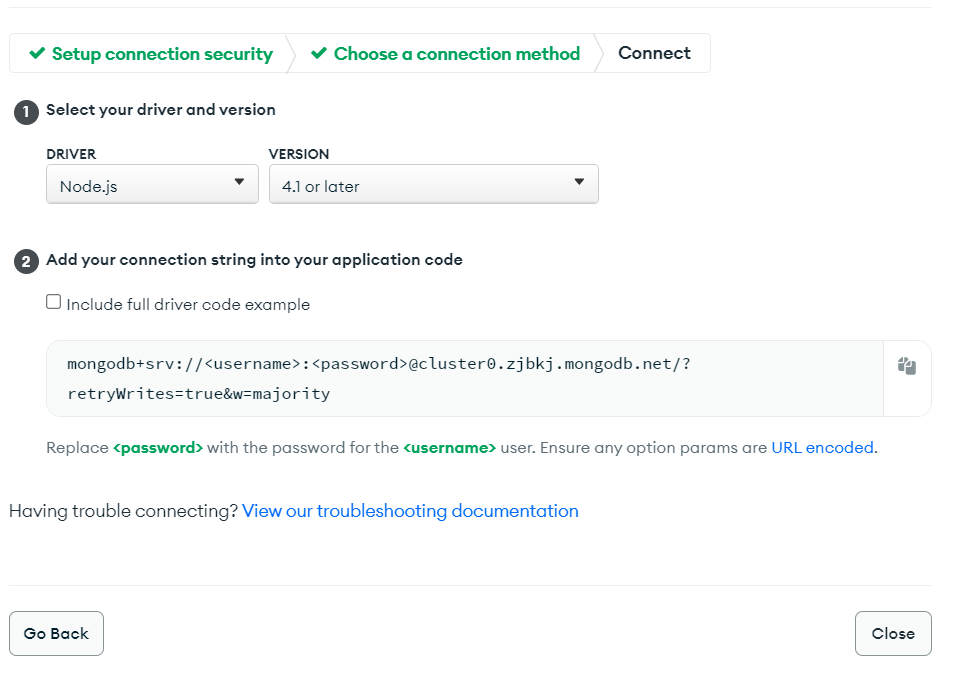 Setup connection security Choose a connection method Connect
1 Select your driver and version
DRIVER VERSION
Node.js 4.1 or later
2 Add your connection string into your application code
Include full driver code example
mongodb+srv://<username>:<password>@cluster0.zjbkj.mongodb.net/?
retryWrites=true&w=majority
Replace <password> with the password for the <username> user. Ensure any option params are URL encoded.
Having trouble connecting? View our troubleshooting documentation
Go Back Close